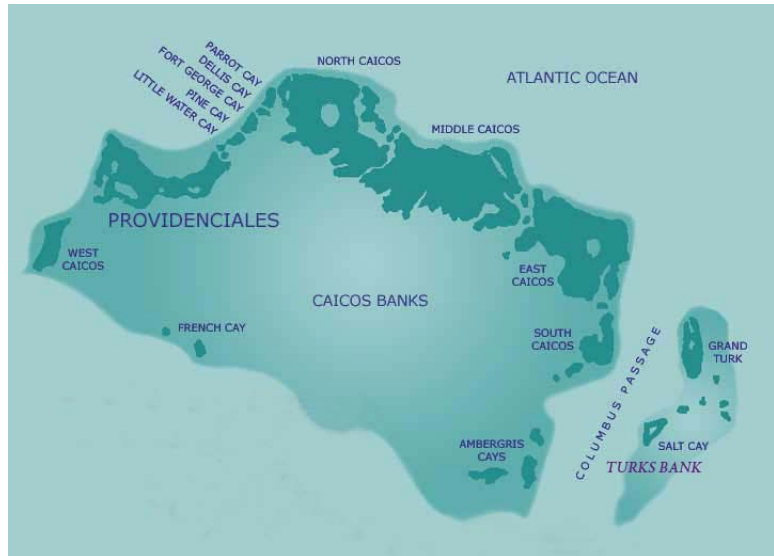 PARROT CAY
DELLIS CAY
FORT GEORGE CAY
PINE CAY
LITTLE WATER CAY
NORTH CAICOS
ATLANTIC OCEAN
MIDDLE CAICOS
PROVIDENCIALES
WEST
CAICOS
EAST
CAICOS
CAICOS BANKS
FRENCH CAY
SOUTH
CAICOS
GRAND
TURK
COLUMBUS PASSAGE
AMBERGRIS
CAYS
SALT CAY
TURKS BANK